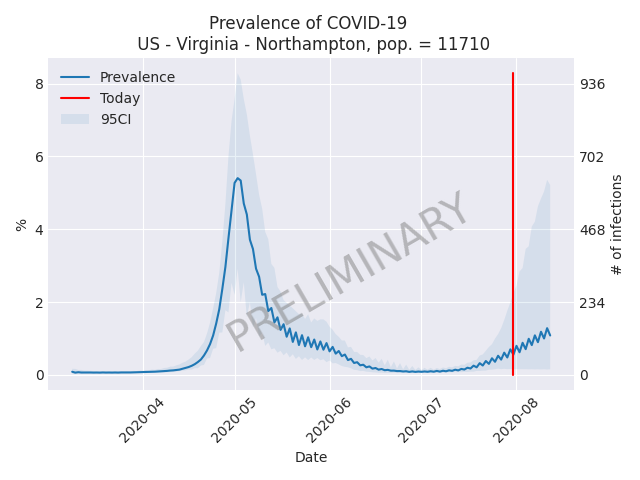 Prevalence of COVID-19
US - Virginia - Northampton, pop. = 11710
Prevalence
Today
95CI
8
6
4
2
0
%
936
702
468
234
0
# of infections
PRELIMINARY
2020-04
2020-05
2020-06
2020-07
2020-08
Date